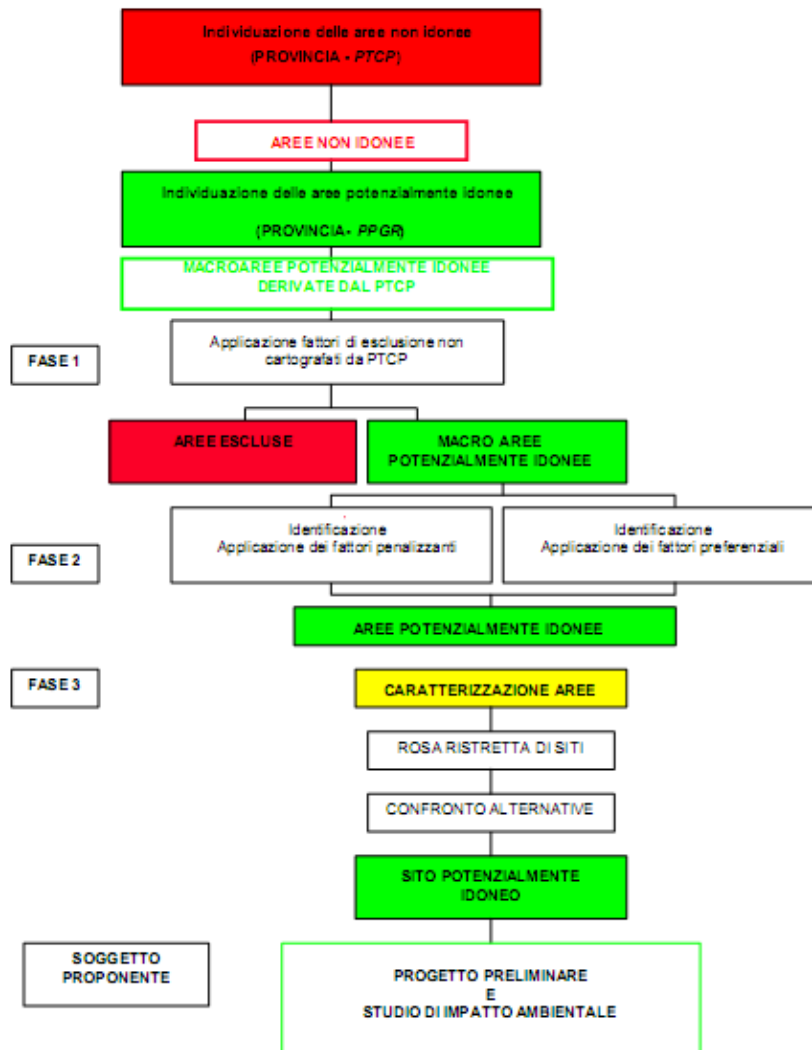 Individuazione delle aree non idonee
(PROVINCIA - PTCP)
AREE NON IDONEE
Individuazione delle aree potenzialmente idonee
(PROVINCIA- PPGR)
MACROAREE POTENZIALMENTE IDONEE
DERIVATE DAL PTCP
FASE 1
Applicazione fattori di esclusione non
cartografati da PTCP
AREE ESCLUSE
MACRO AREE
POTENZIALMENTE IDONEE
FASE 2
Identificazione
Applicazione dei fattori penalizzanti
Identificazione
Applicazione dei fattori preferenziali
AREE POTENZIALMENTE IDONEE
FASE 3
CARATTERIZZAZIONE AREE
ROSA RISTRETTA DI SITI
CONFRONTO ALTERNATIVE
SITO POTENZIALMENTE
IDONEO
SOGGETTO
PROPONENTE
PROGETTO PRELIMINARE
E
STUDIO DI IMPATTO AMBIENTALE